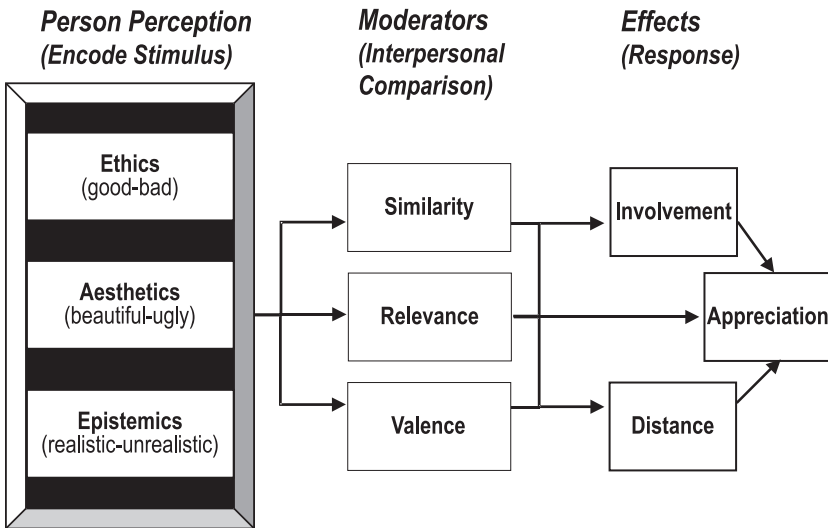 Person Perception
(Encode Stimulus)
Moderators
(Interpersonal
Comparison)
Effects
(Response)
Ethics
(good-bad)
Aesthetics
(beautiful-ugly)
Epistemics
(realistic-unrealistic)
Similarity
Relevance
Valence
Involvement
Appreciation
Distance